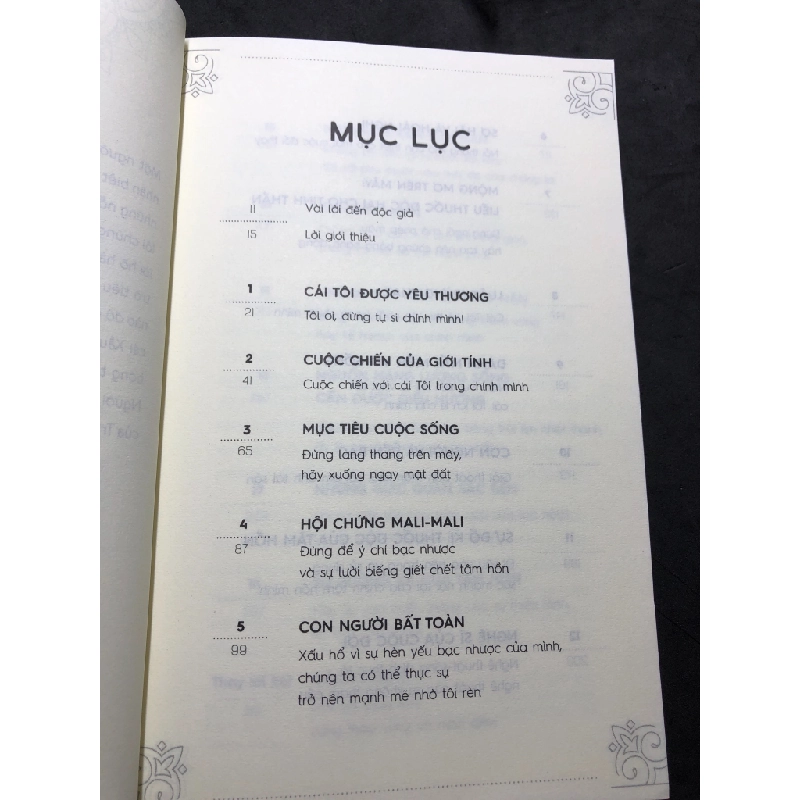 MỤC LỤC
11 Vài lời đến độc giả
15 Lời giới thiệu
1 CÁI TÔI ĐƯỢC YÊU THƯƠNG
21 Tôi ơi, đừng tự si chính mình!
2 CUỘC CHIẾN CỦA GIỚI TÍNH
41 Cuộc chiến với cái Tôi trong chính mình
3 MỤC TIÊU CUỘC SỐNG
65 Đừng lang thang trên mây,
hãy xuống ngay mặt đất
4 HỘI CHỨNG MALI-MALI
87 Đừng để ý chí bạc nhược
và sự lười biếng giết chết tâm hồn
5 CON NGƯỜI BẤT TOÀN
99 Xấu hổ vì sự hèn yếu bạc nhược của mình,
chúng ta có thể thực sự
trở nên mạnh mẽ nhờ tôi rèn